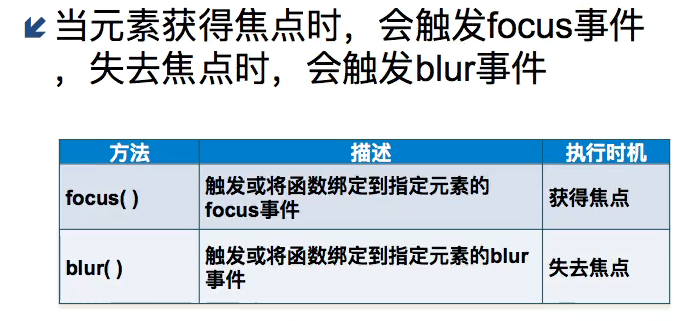 当元素获得焦点时，会触发focus事件
，失去焦点时，会触发blur事件
方法 描述 执行时机
focus( ) 触发或将函数绑定到指定元素的 获得焦点
focus事件
blur( ) 触发或将函数绑定到指定元素的blur 失去焦点
事件